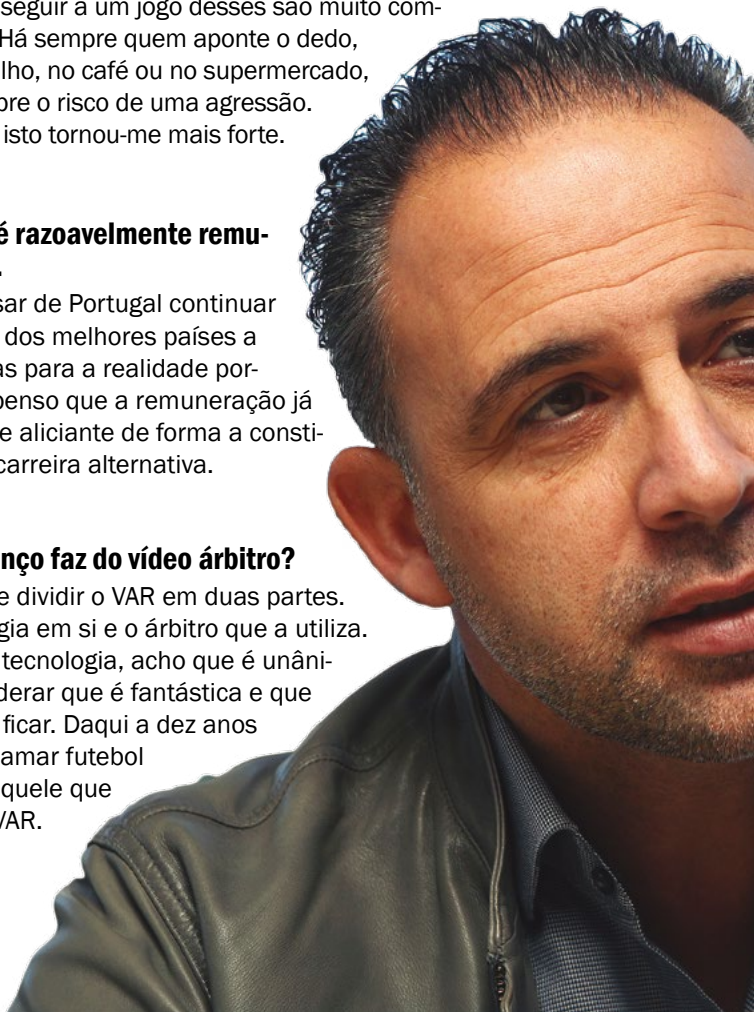 seguir a um jogo desses são muito com-
Há sempre quem aponte o dedo,
lho, no café ou no supermercado,
bre o risco de uma agressão.
isto tornou-me mais forte.
é razoavelmente remu-
.
sar de Portugal continuar
dos melhores países a
as para a realidade por-
penso que a remuneração já
e aliciante de forma a consti-
carreira alternativa.
nço faz do vídeo árbitro?
e dividir o VAR em duas partes.
gia em si e o árbitro que a utiliza.
tecnologia, acho que é unâni-
derar que é fantástica e que
ficar. Daqui a dez anos
amar futebol
quele que
VAR.